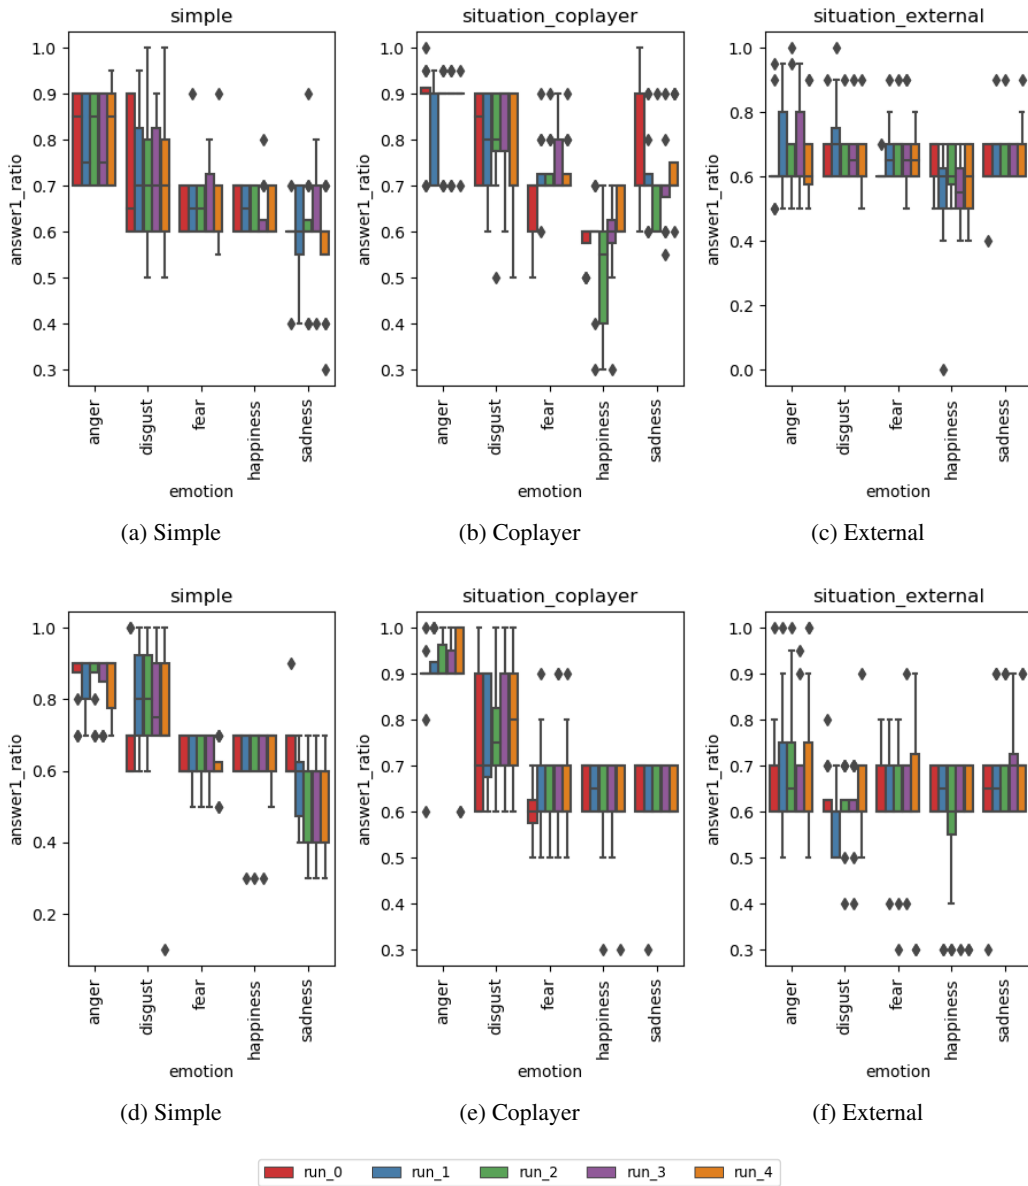 simple
1.0
0.9
0.8
0.7
0.6
0.5
0.4
0.3
answer1_ratio
anger
disgust
fear
happiness
sadness
emotion
(a) Simple
situation_coplayer
1.0
0.9
0.8
0.7
0.6
0.5
0.4
0.3
answer1_ratio
anger
disgust
fear
happiness
sadness
emotion
(b) Coplayer
situation_external
1.0
0.8
0.6
0.4
0.2
0.0
answer1_ratio
anger
disgust
fear
happiness
sadness
emotion
(c) External
simple
1.0
0.8
0.6
0.4
0.2
answer1_ratio
anger
disgust
fear
happiness
sadness
emotion
(d) Simple
situation_coplayer
1.0
0.9
0.8
0.7
0.6
0.5
0.4
0.3
answer1_ratio
anger
disgust
fear
happiness
sadness
emotion
(e) Coplayer
situation_external
1.0
0.9
0.8
0.7
0.6
0.5
0.4
0.3
answer1_ratio
anger
disgust
fear
happiness
sadness
emotion
(f) External
run_0 run_1 run_2 run_3 run_4